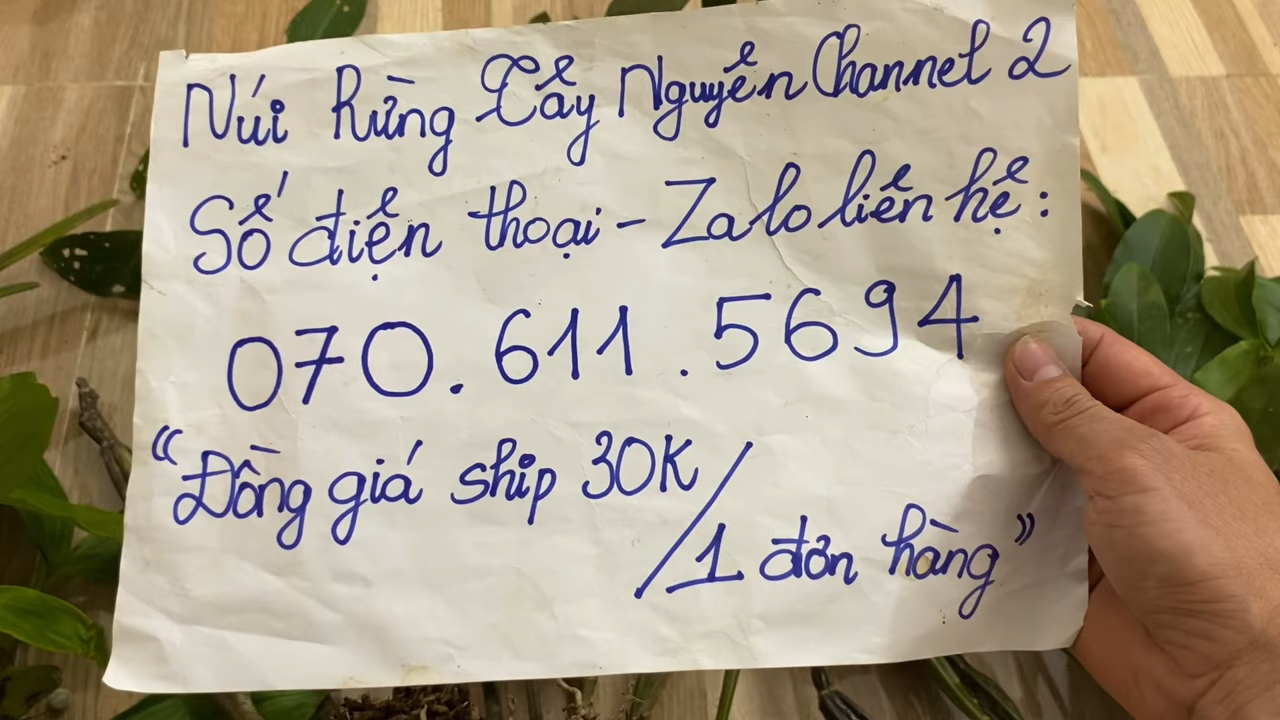 Núi Rừng Tây Nguyên Channel 2
Số điện thoại - Zalo liên hệ:
070.611.5694
"Đồng giá ship 30K/
1 đơn hàng"